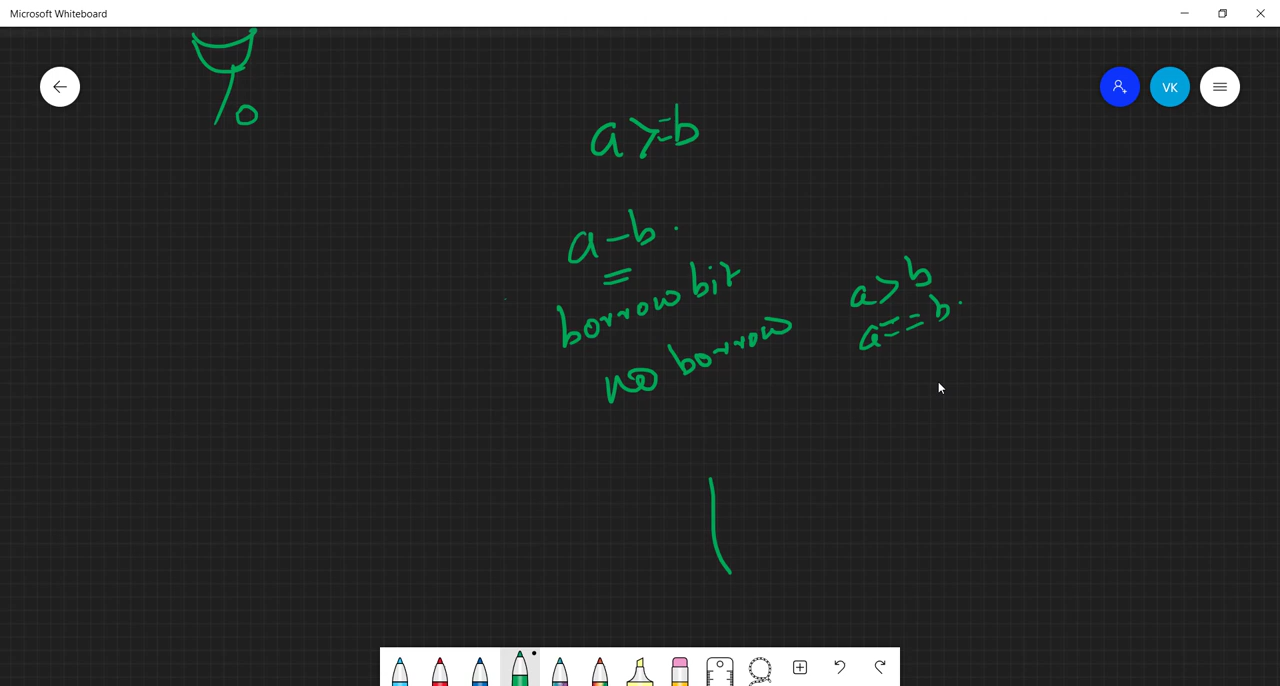 Microsoft Whiteboard
VK
a >= b
a - b .
borrow bit
no borrow
a > b
a == b .